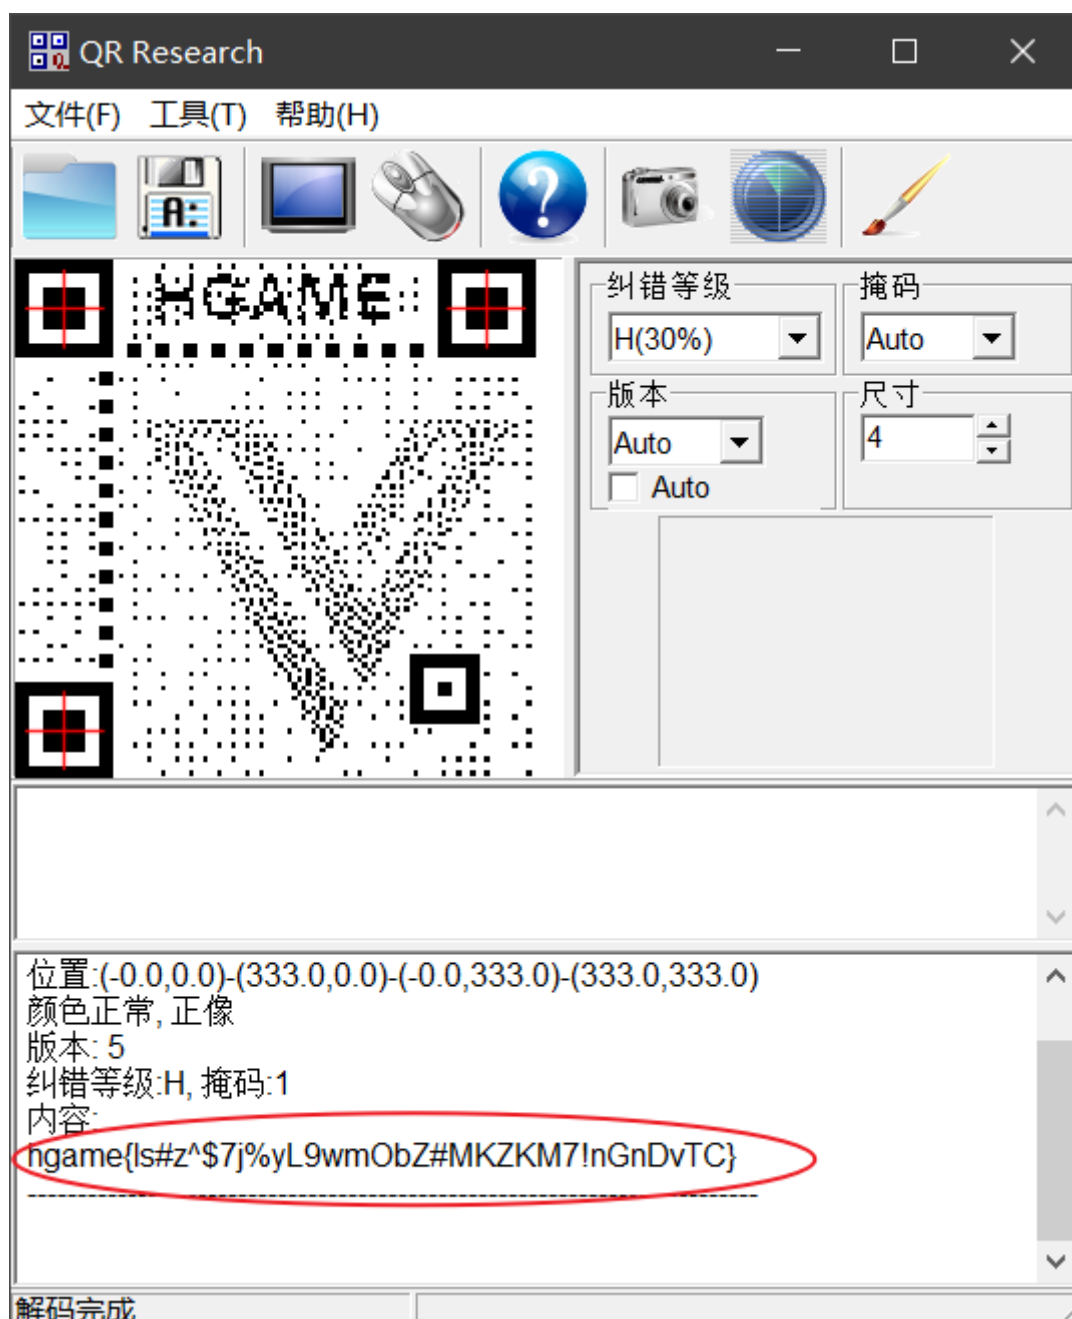 QR Research
文件(F) 工具(T) 帮助(H)
A:
?
HGAME
纠错等级 掩码
H(30%) Auto
版本 尺寸
Auto 4
Auto
位置:(-0.0,0.0)-(333.0,0.0)-(-0.0,333.0)-(333.0,333.0)
颜色正常, 正像
版本: 5
纠错等级:H, 掩码:1
内容:
hgame{ls#z^$7j%yL9wmObZ#MKZKM7!nGnDvTC}
--------------------------------------------------------------------------
解码完成